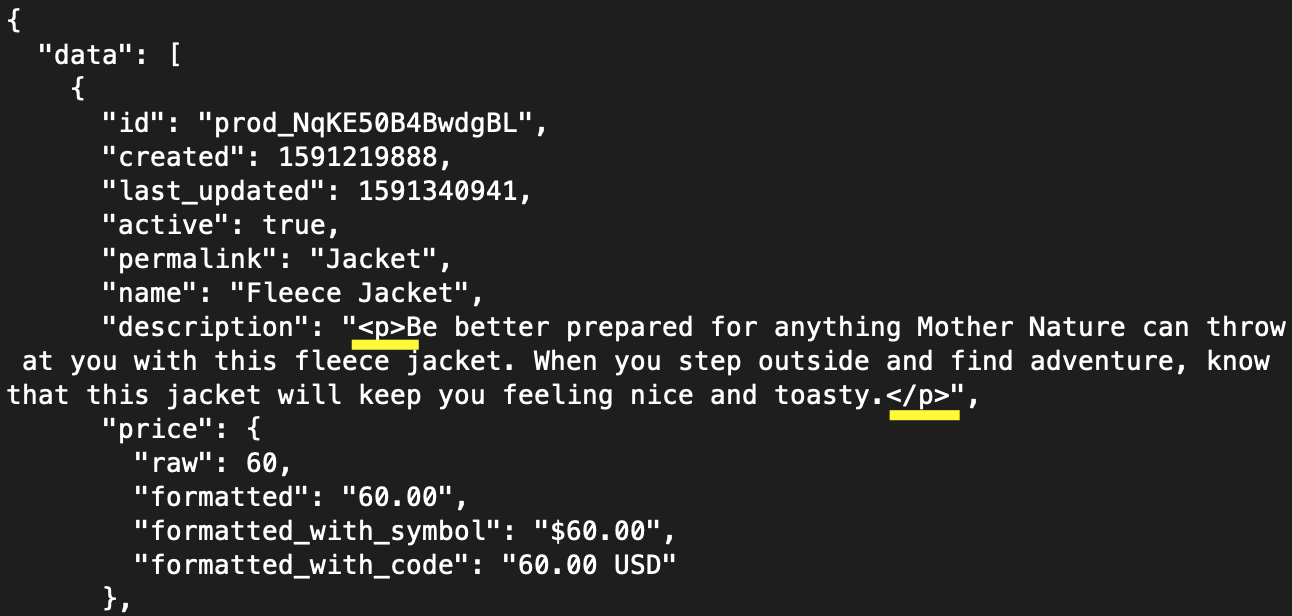 {
"data": [
{
"id": "prod_NqKE50B4BwdgBL",
"created": 1591219888,
"last_updated": 1591340941,
"active": true,
"permalink": "Jacket",
"name": "Fleece Jacket",
"description": "<p>Be better prepared for anything Mother Nature can throw
at you with this fleece jacket. When you step outside and find adventure, know
that this jacket will keep you feeling nice and toasty.</p>",
"price": {
"raw": 60,
"formatted": "60.00",
"formatted_with_symbol": "$60.00",
"formatted_with_code": "60.00 USD"
},